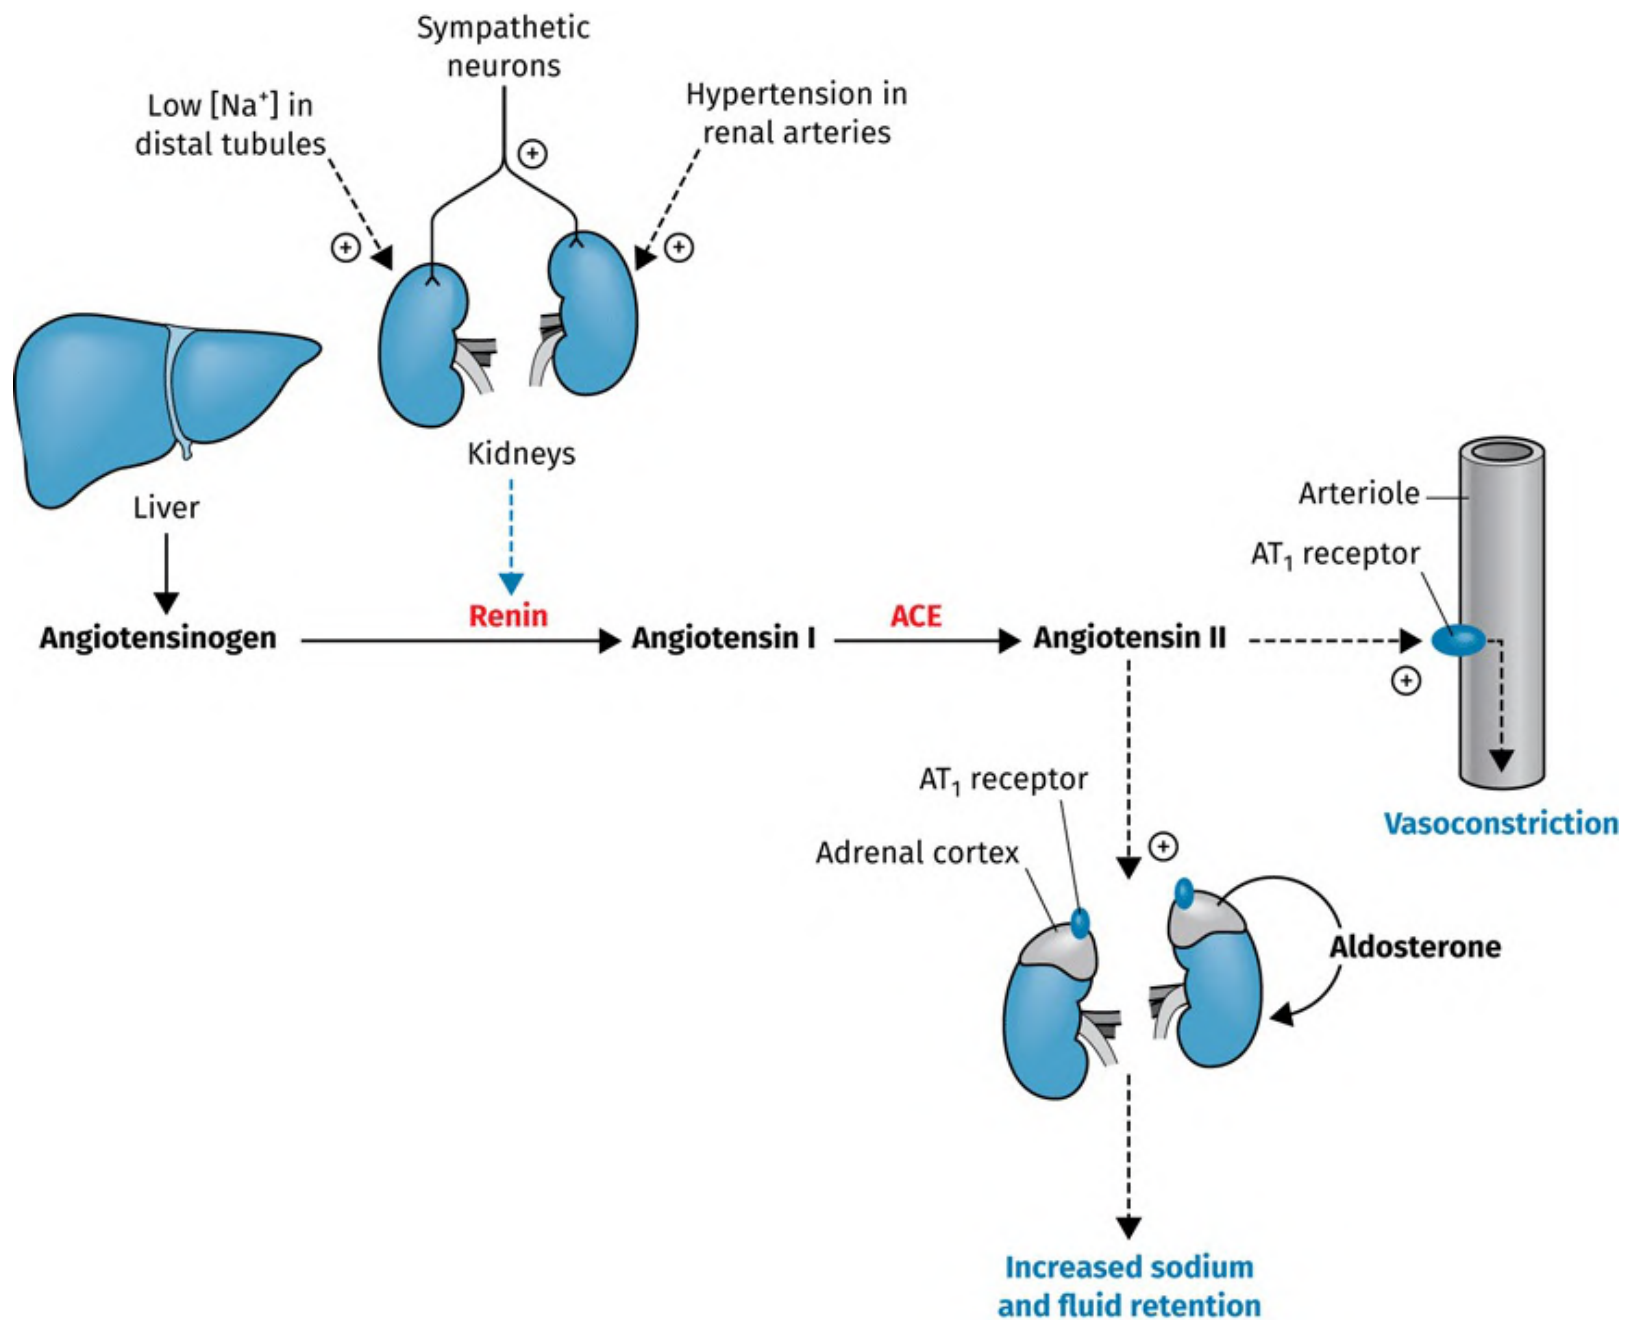 Sympathetic
neurons
Low [Na⁺] in
distal tubules
Hypertension in
renal arteries
+
+
+
Liver
Kidneys
Arteriole
AT₁ receptor
Renin
ACE
Angiotensinogen
Angiotensin I
Angiotensin II
+
Vasoconstriction
AT₁ receptor
Adrenal cortex
+
Aldosterone
Increased sodium
and fluid retention